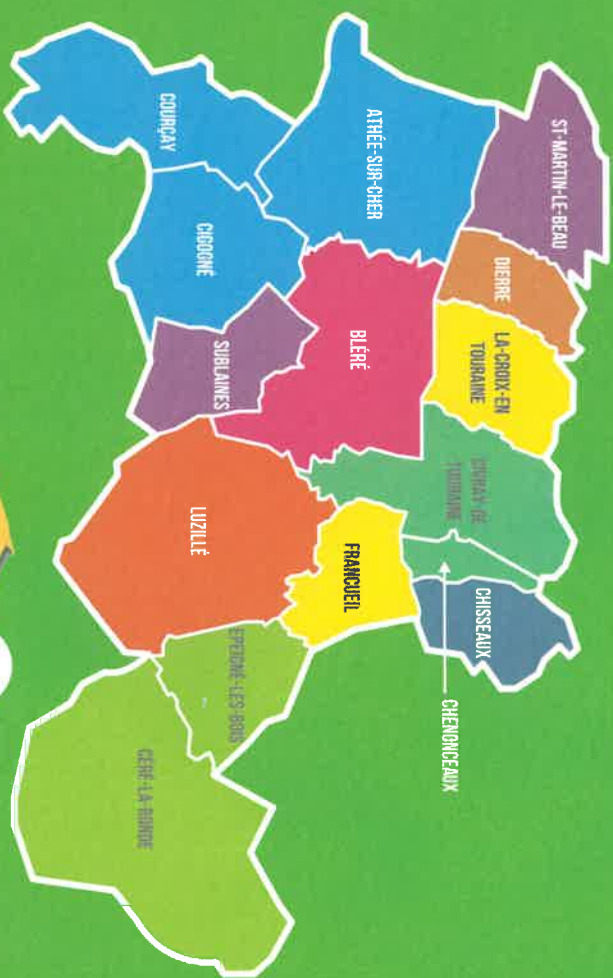 ST-MARTIN-LE-BEAU
DIERRE
ATHÉE-SUR-CHER
LA-CROIX-EN
TOURAINE
CIVRAY-DE
TOURAINE
CHISSEAUX
CHENONCEAUX
BLÉRÉ
COURÇAY
CIGOGNÉ
SUBLAINES
FRANCUEIL
LUZILLÉ
EPEIGNÉ-LES-BOIS
CÉRÉ-LA-RONDE